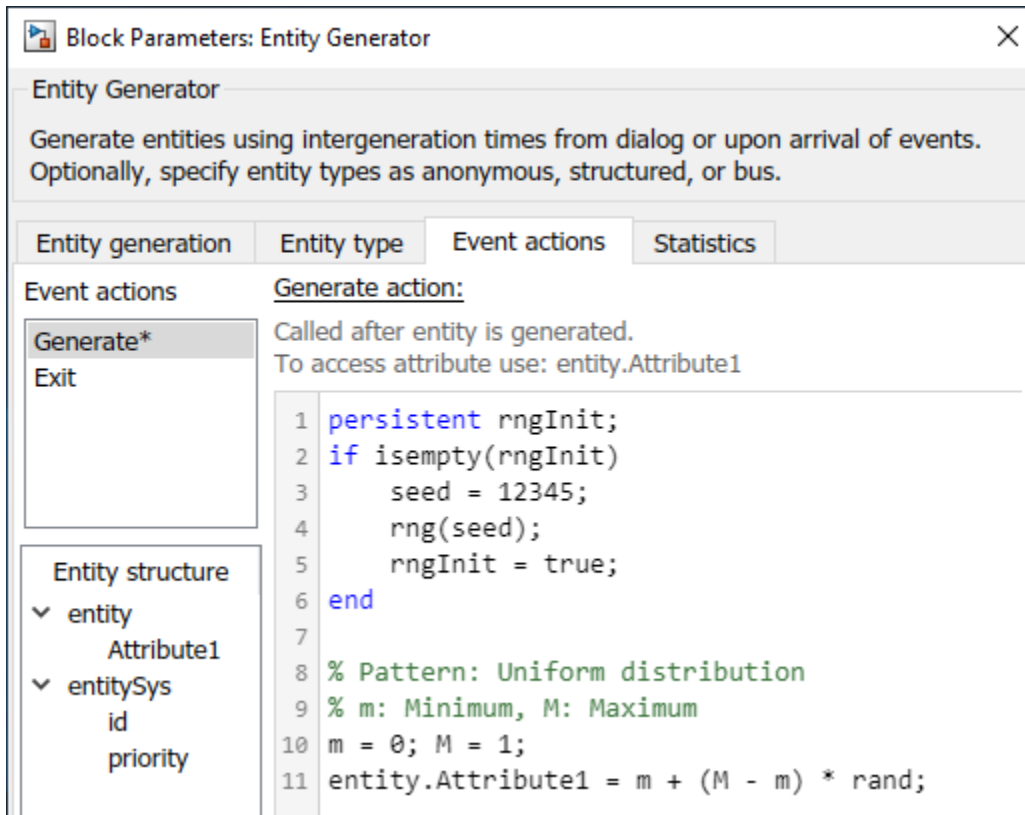 Block Parameters: Entity Generator
Entity Generator
Generate entities using intergeneration times from dialog or upon arrival of events.
Optionally, specify entity types as anonymous, structured, or bus.
Entity generation
Entity type
Event actions
Statistics
Event actions
Generate*
Exit
Entity structure
entity
Attribute1
entitySys
id
priority
Generate action:
Called after entity is generated.
To access attribute use: entity.Attribute1
1 persistent rngInit;
2 if isempty(rngInit)
3     seed = 12345;
4     rng(seed);
5     rngInit = true;
6 end
7
8 % Pattern: Uniform distribution
9 % m: Minimum, M: Maximum
10 m = 0; M = 1;
11 entity.Attribute1 = m + (M - m) * rand;